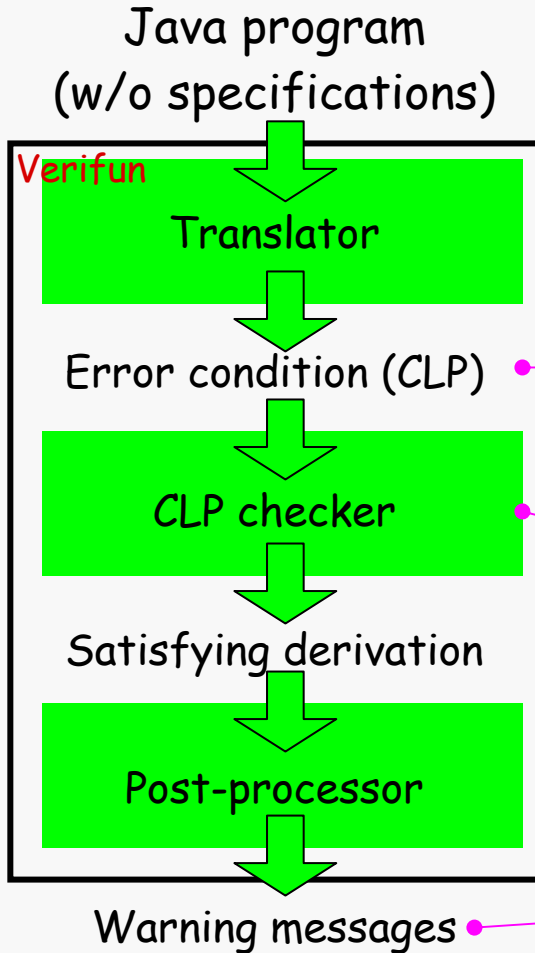 Java program
(w/o specifications)
Verifun
Translator
Error condition (CLP)
CLP checker
Satisfying derivation
Post-processor
Warning messages